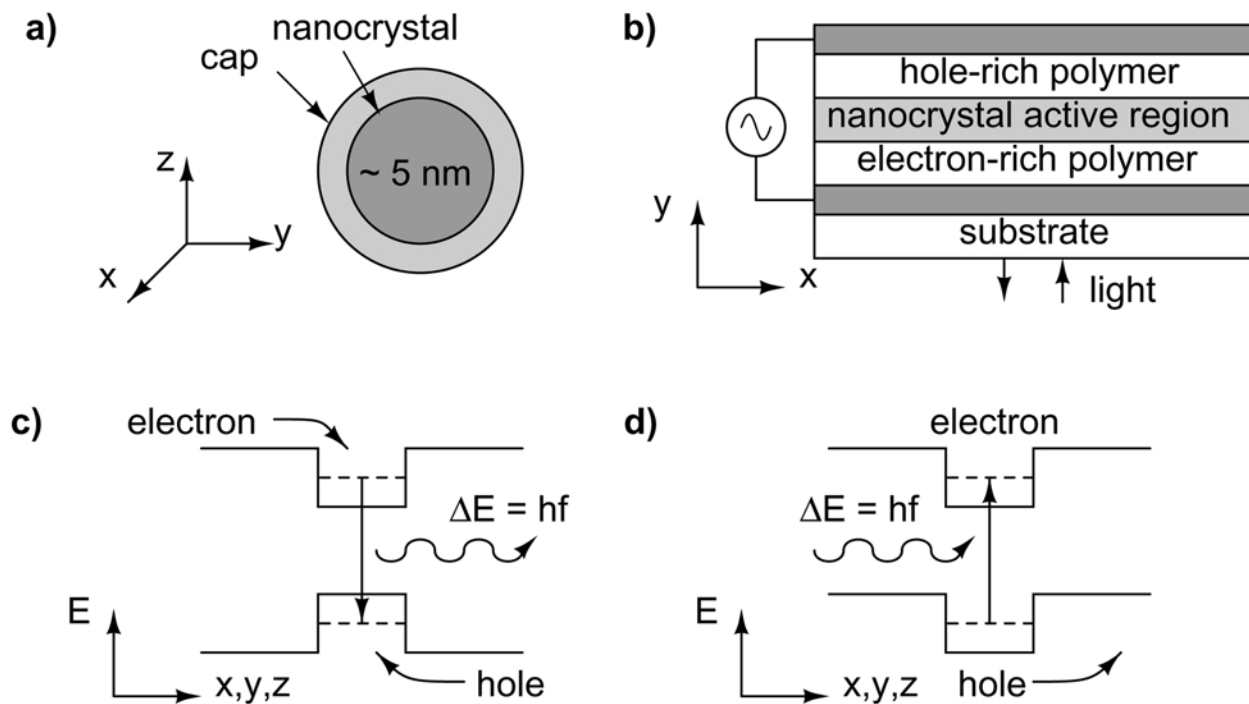 a)
nanocrystal
cap
~ 5 nm
z
y
x
b)
hole-rich polymer
nanocrystal active region
electron-rich polymer
substrate
y
x
light
c)
electron
ΔE = hf
E
x,y,z
hole
d)
electron
ΔE = hf
E
x,y,z
hole